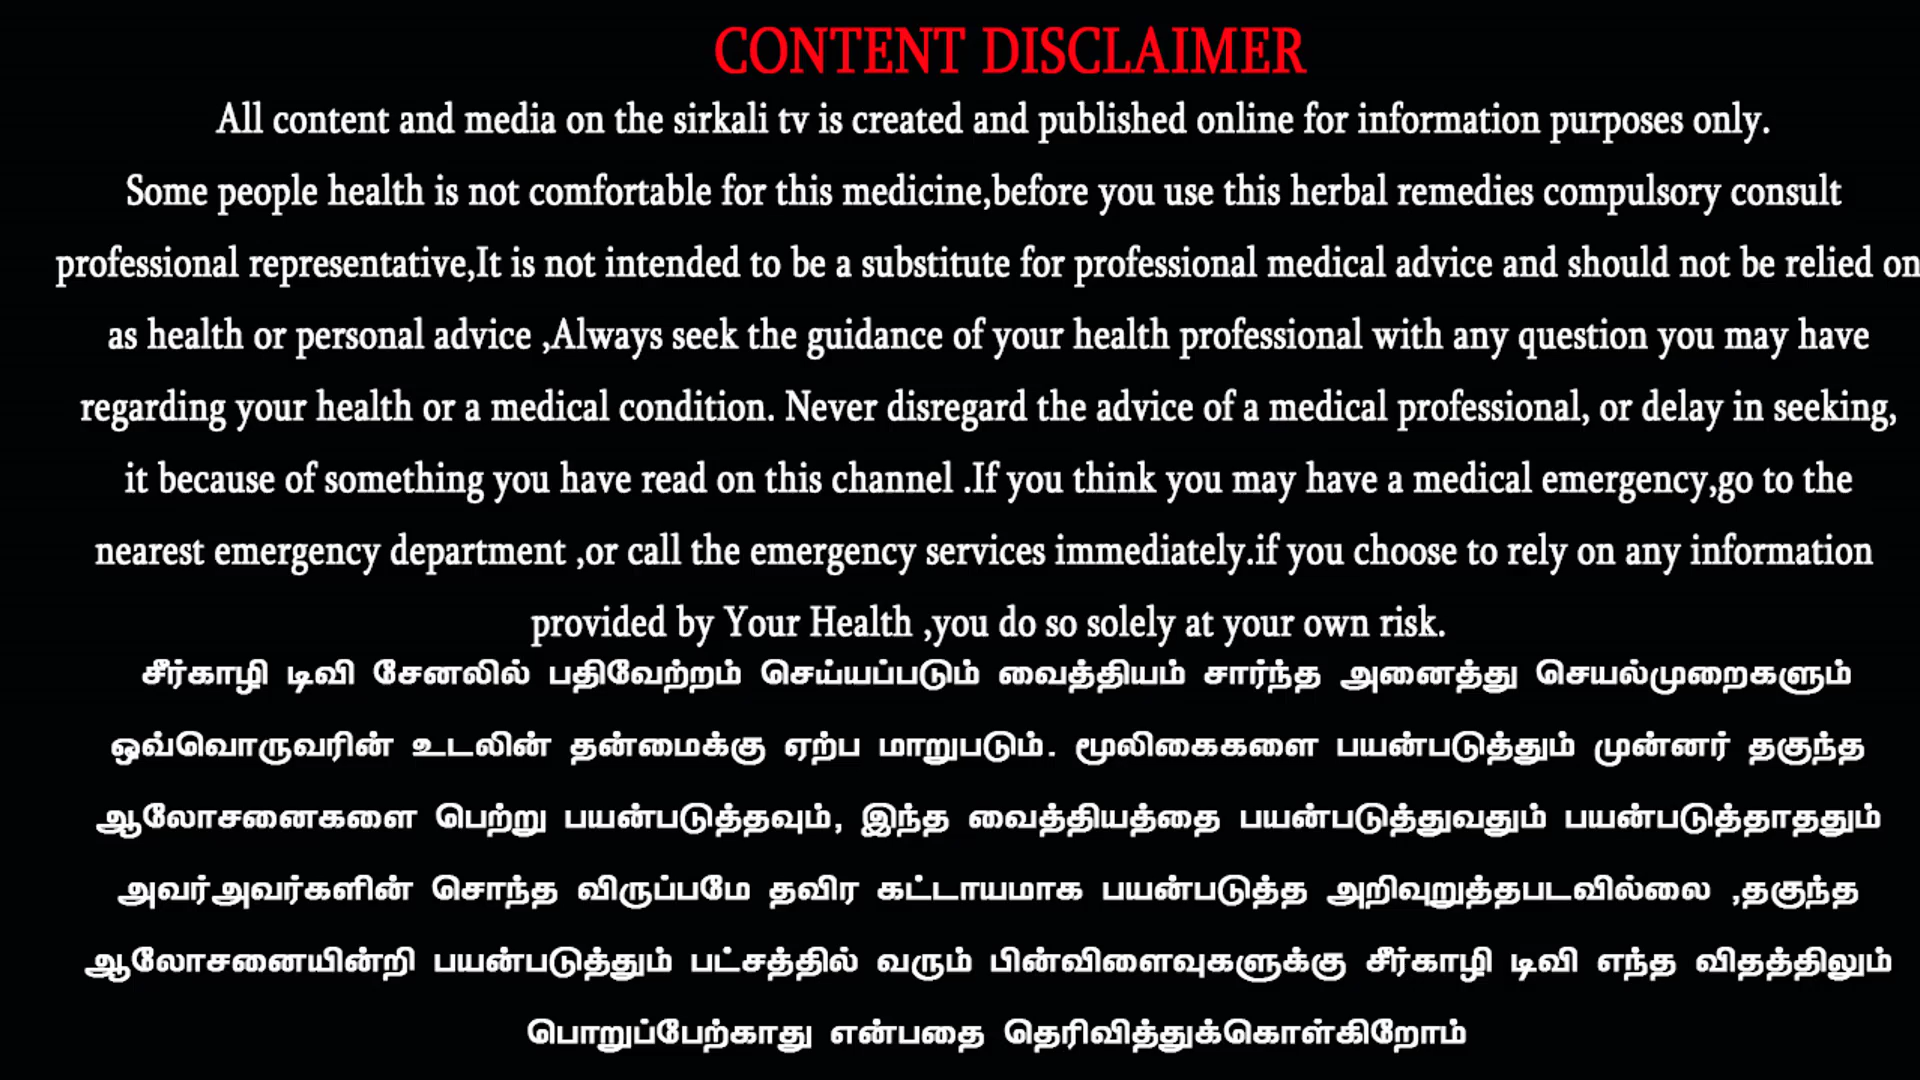 CONTENT DISCLAIMER
All content and media on the sirkali tv is created and published online for information purposes only.
Some people health is not comfortable for this medicine,before you use this herbal remedies compulsory consult
professional representative,It is not intended to be a substitute for professional medical advice and should not be relied on
as health or personal advice ,Always seek the guidance of your health professional with any question you may have
regarding your health or a medical condition. Never disregard the advice of a medical professional, or delay in seeking,
it because of something you have read on this channel .If you think you may have a medical emergency,go to the
nearest emergency department ,or call the emergency services immediately.if you choose to rely on any information
provided by Your Health ,you do so solely at your own risk.
சீர்காழி டிவி சேனலில் பதிவேற்றம் செய்யப்படும் வைத்தியம் சார்ந்த அனைத்து செயல்முறைகளும்
ஒவ்வொருவரின் உடலின் தன்மைக்கு ஏற்ப மாறுபடும். மூலிகைகளை பயன்படுத்தும் முன்னர் தகுந்த
ஆலோசனைகளை பெற்று பயன்படுத்தவும், இந்த வைத்தியத்தை பயன்படுத்துவதும் பயன்படுத்தாததும்
அவர்அவர்களின் சொந்த விருப்பமே தவிர கட்டாயமாக பயன்படுத்த அறிவுறுத்தபடவில்லை ,தகுந்த
ஆலோசனையின்றி பயன்படுத்தும் பட்சத்தில் வரும் பின்விளைவுகளுக்கு சீர்காழி டிவி எந்த விதத்திலும்
பொறுப்பேற்காது என்பதை தெரிவித்துக்கொள்கிறோம்